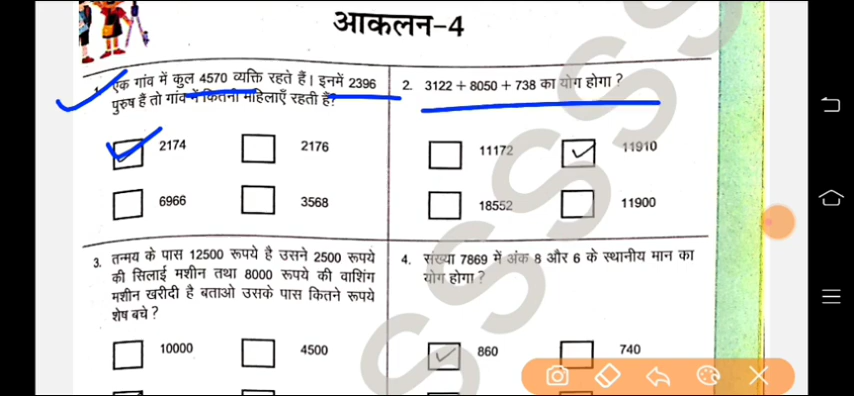 आकलन-4
1. एक गांव में कुल 4570 व्यक्ति रहते हैं। इनमें 2396
पुरुष हैं तो गांव में कितनी महिलाएँ रहती हैं?
2174
2176
6966
3568
2. 3122 + 8050 + 738 का योग होगा ?
11172
11910
18552
11900
3. तन्मय के पास 12500 रूपये है उसने 2500 रूपये
की सिलाई मशीन तथा 8000 रूपये की वाशिंग
मशीन खरीदी है बताओ उसके पास कितने रूपये
शेष बचे ?
10000
4500
4. संख्या 7869 में अंक 8 और 6 के स्थानीय मान का
योग होगा ?
860
740
SSSSS